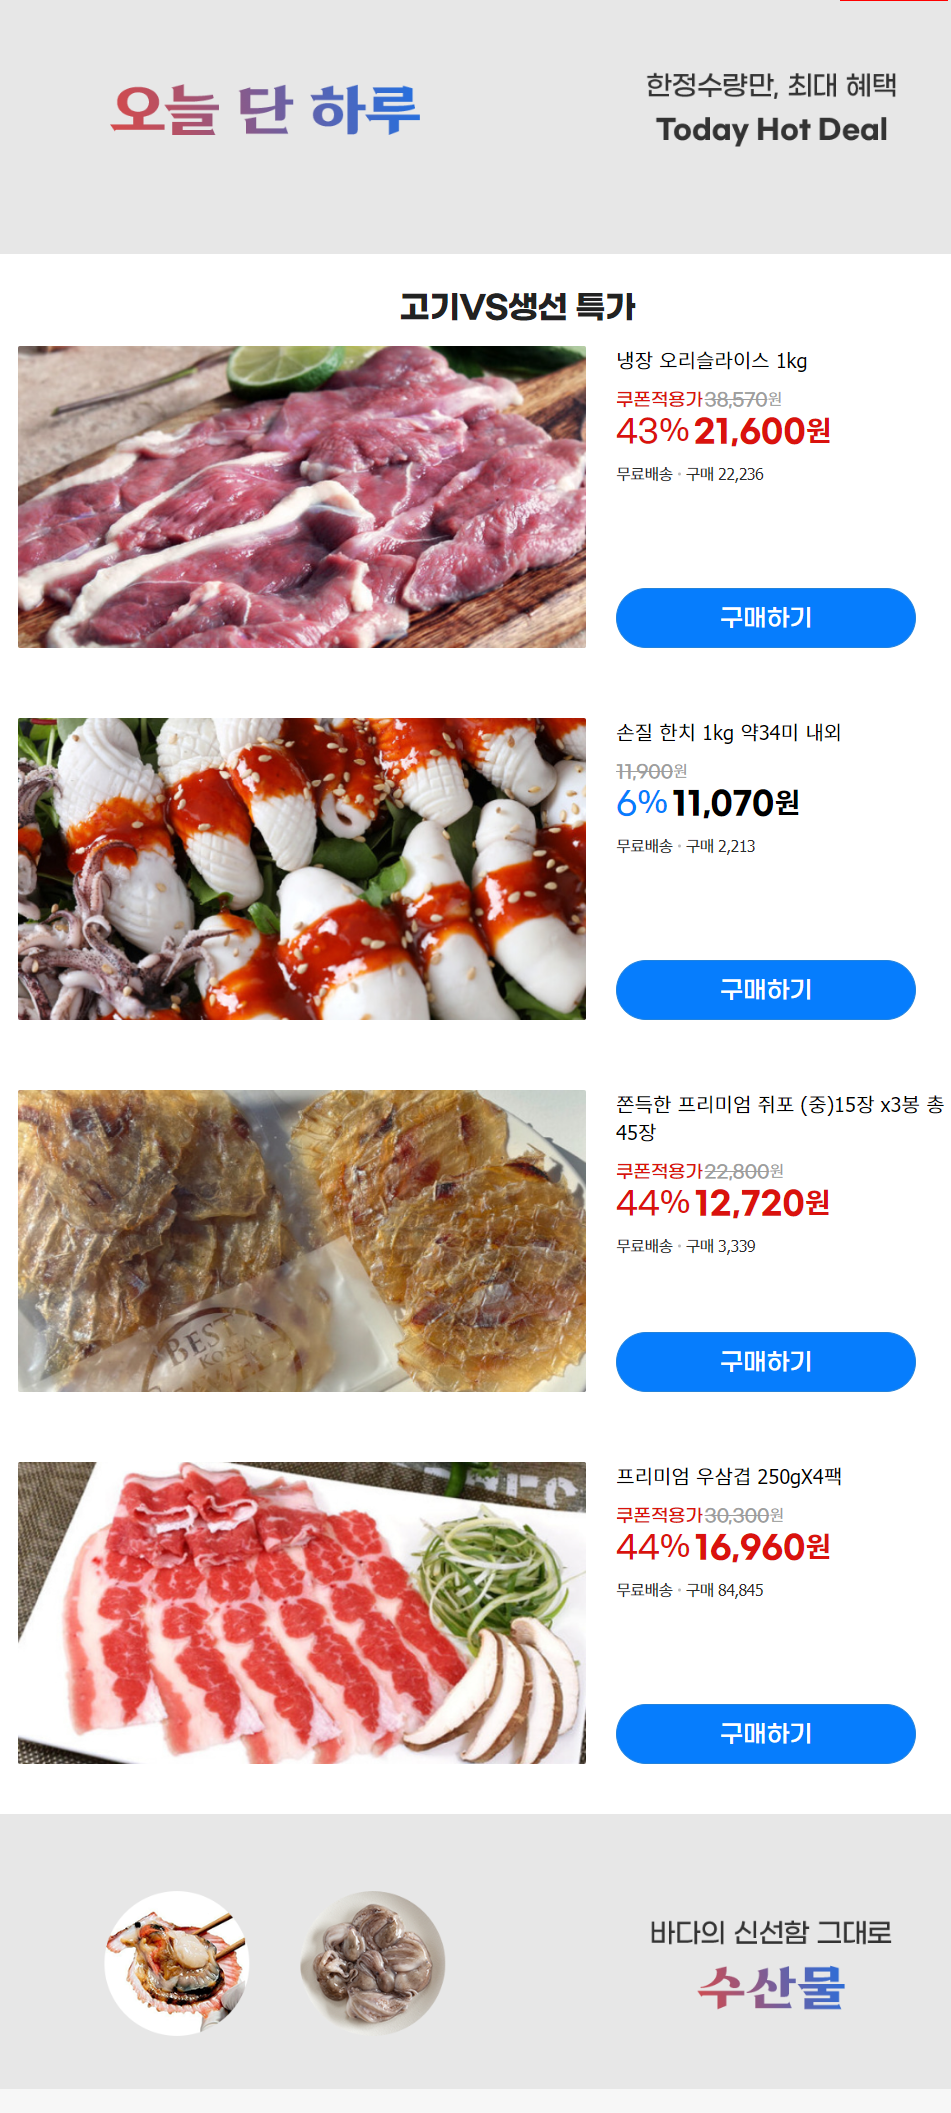 오늘 단 하루
한정수량만, 최대 혜택
Today Hot Deal
고기VS생선 특가
냉장 오리슬라이스 1kg
쿠폰적용가38,570원
43% 21,600원
무료배송 · 구매 22,236
구매하기
손질 한치 1kg 약34미 내외
11,900원
6% 11,070원
무료배송 · 구매 2,213
구매하기
쫀득한 프리미엄 쥐포 (중)15장 x3봉 총
45장
쿠폰적용가22,800원
44% 12,720원
무료배송 · 구매 3,339
BEST
KOREA
구매하기
프리미엄 우삼겹 250gX4팩
쿠폰적용가30,300원
44% 16,960원
무료배송 · 구매 84,845
구매하기
바다의 신선함 그대로
수산물